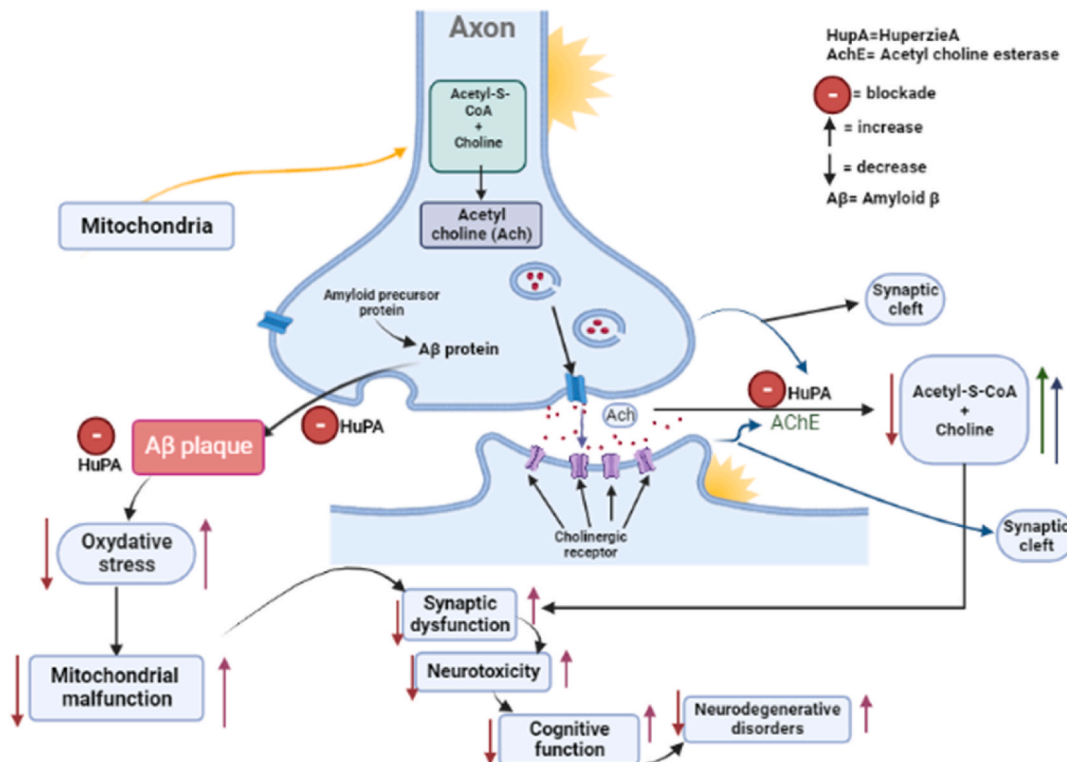 Axon
Acetyl-S-
CoA
+
Choline
Acetyl
choline (Ach)
Mitochondria
HupA=HuperzieA
AchE= Acetyl choline esterase
- = blockade
= increase
= decrease
Aβ= Amyloid β
Amyloid precursor
protein
Aβ protein
Synaptic
cleft
- HuPA
AChE
Ach
Acetyl-S-CoA
+
Choline
- HuPA
- HuPA
Aβ plaque
Cholinergic
receptor
Synaptic
cleft
Oxydative
stress
Mitochondrial
malfunction
Synaptic
dysfunction
Neurotoxicity
Cognitive
function
Neurodegenerative
disorders